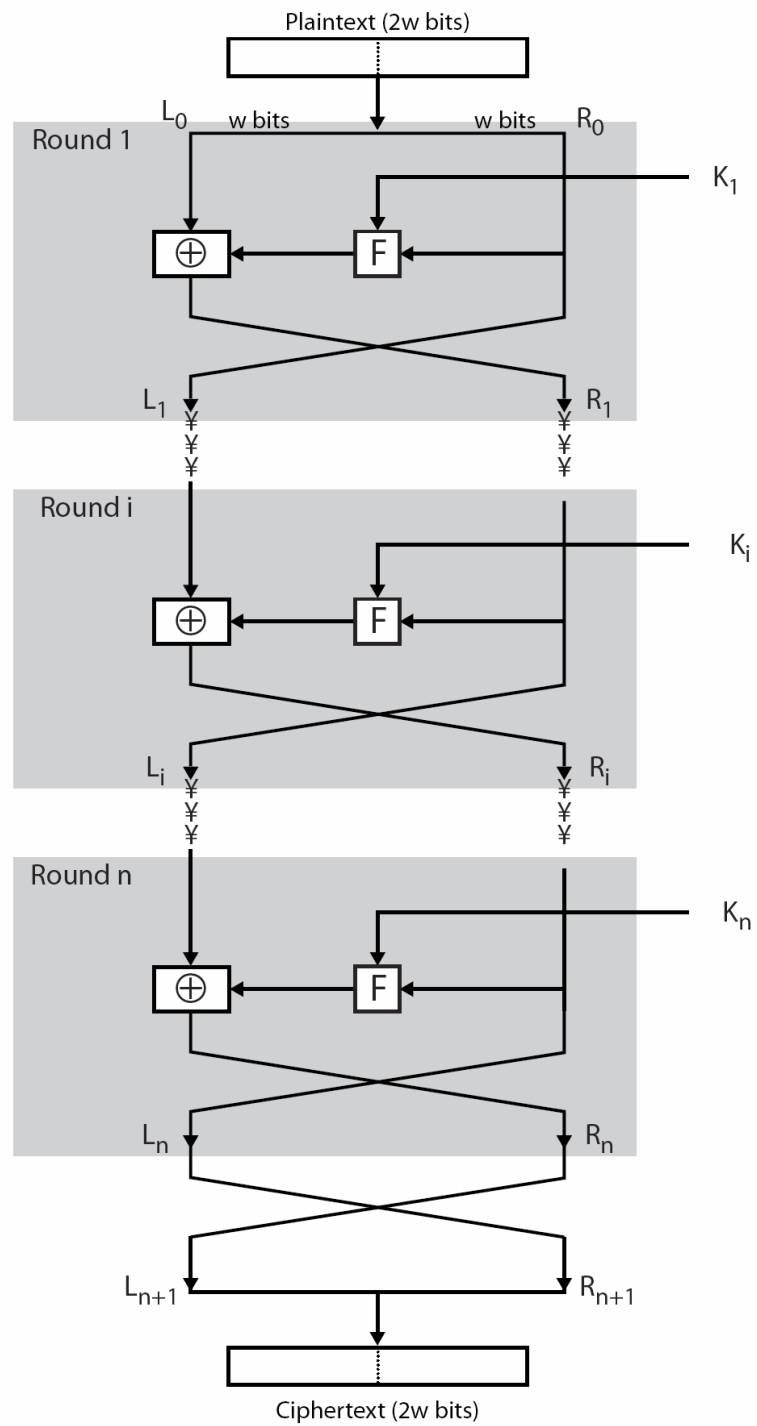 Plaintext (2w bits)
L0 w bits w bits R0
Round 1
K1
⊕ F
L1 R1
¥ ¥
¥ ¥
¥ ¥
Round i
Ki
⊕ F
Li Ri
¥ ¥
¥ ¥
¥ ¥
Round n
Kn
⊕ F
Ln Rn
Ln+1 Rn+1
Ciphertext (2w bits)